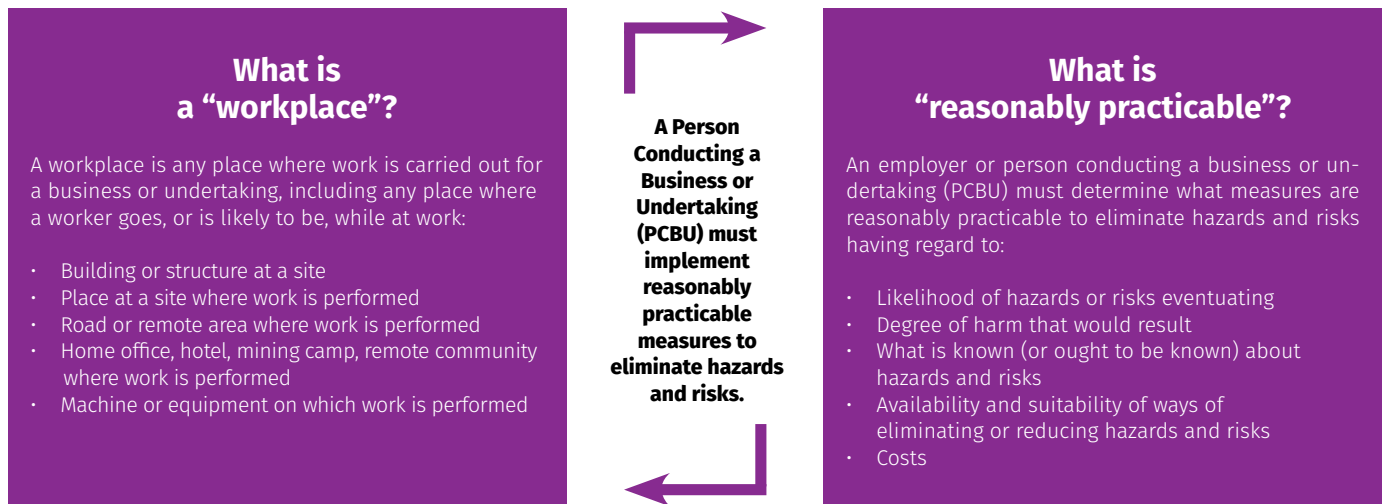 What is
a “workplace”?
A workplace is any place where work is carried out for
a business or undertaking, including any place where
a worker goes, or is likely to be, while at work:
• Building or structure at a site
• Place at a site where work is performed
• Road or remote area where work is performed
• Home office, hotel, mining camp, remote community
where work is performed
• Machine or equipment on which work is performed
A Person
Conducting a
Business or
Undertaking
(PCBU) must
implement
reasonably
practicable
measures to
eliminate hazards
and risks.
What is
“reasonably practicable”?
An employer or person conducting a business or un-
dertaking (PCBU) must determine what measures are
reasonably practicable to eliminate hazards and risks
having regard to:
• Likelihood of hazards or risks eventuating
• Degree of harm that would result
• What is known (or ought to be known) about
hazards and risks
• Availability and suitability of ways of
eliminating or reducing hazards and risks
• Costs